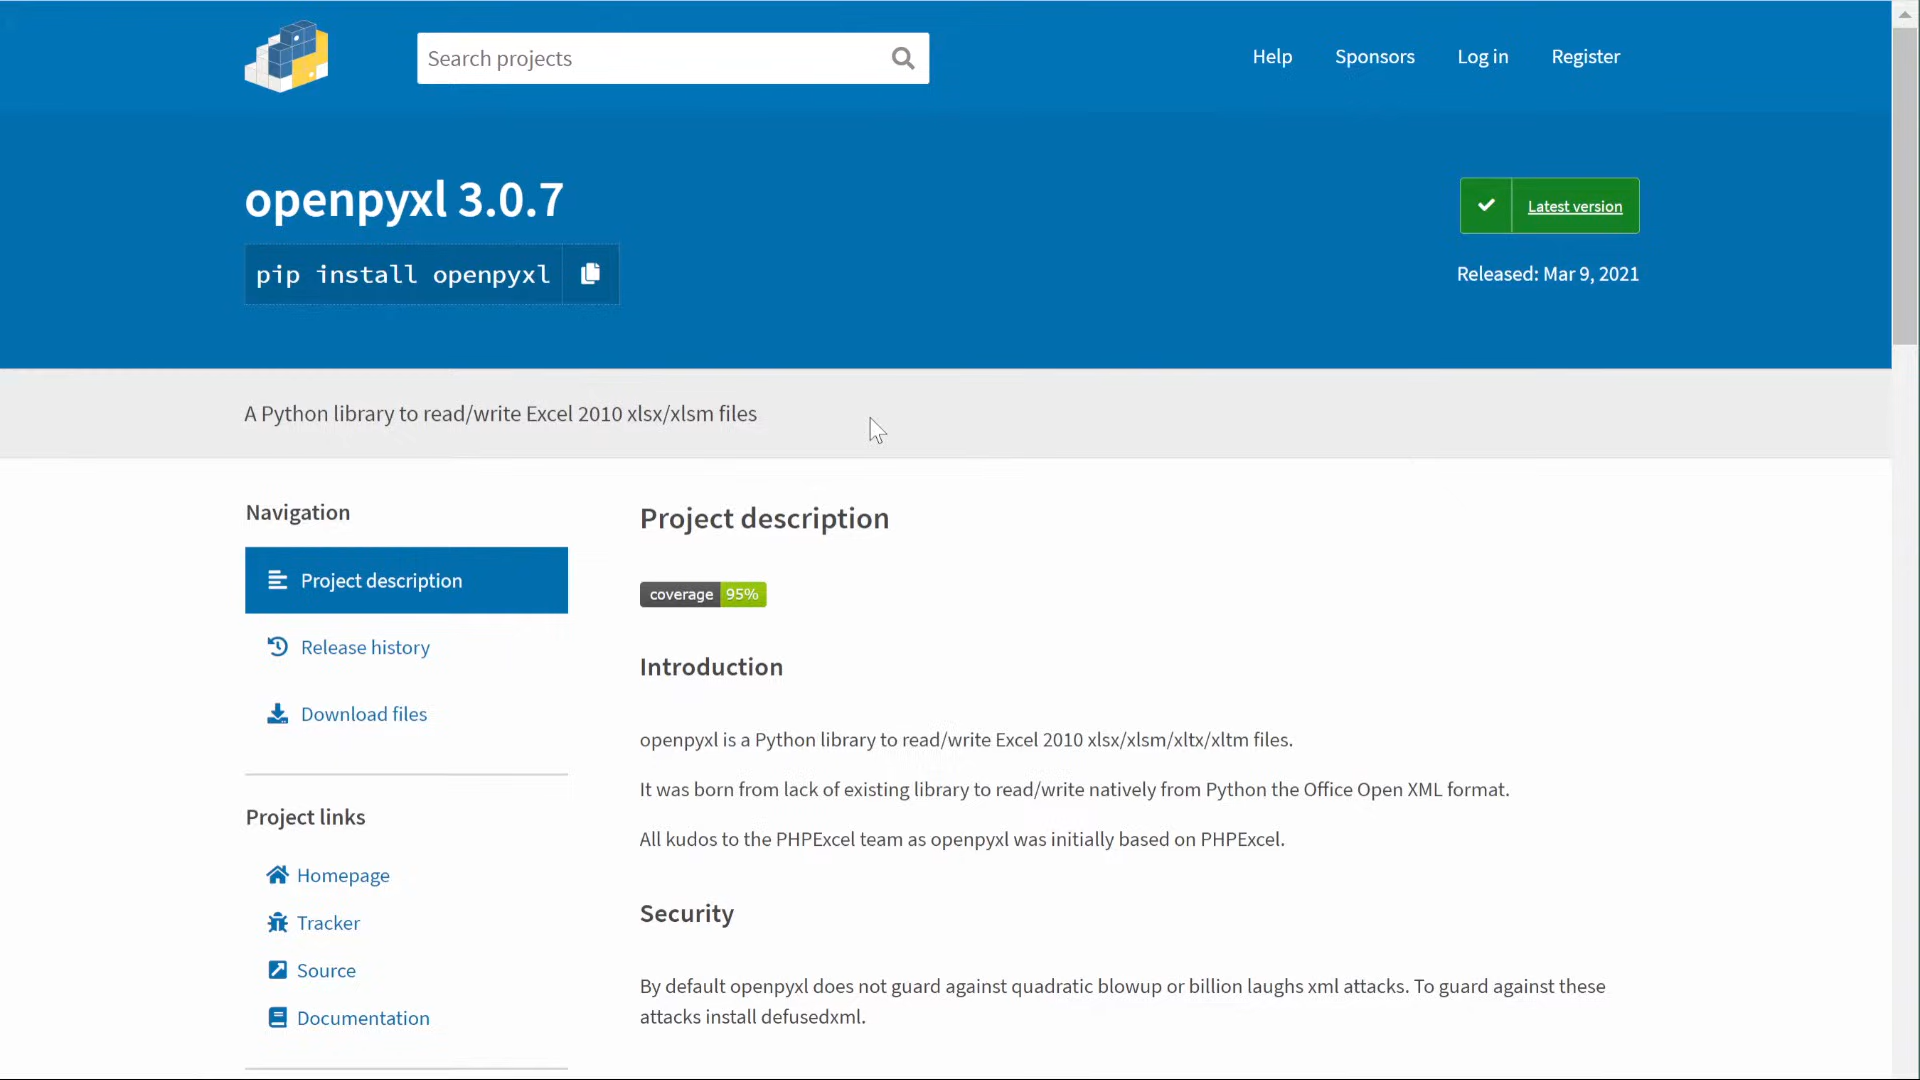 Search projects
Help
Sponsors
Log in
Register
openpyxl 3.0.7
pip install openpyxl
Latest version
Released: Mar 9, 2021
A Python library to read/write Excel 2010 xlsx/xlsm files
Navigation
Project description
Release history
Download files
Project links
Homepage
Tracker
Source
Documentation
Project description
coverage 95%
Introduction
openpyxl is a Python library to read/write Excel 2010 xlsx/xlsm/xltx/xltm files.
It was born from lack of existing library to read/write natively from Python the Office Open XML format.
All kudos to the PHPExcel team as openpyxl was initially based on PHPExcel.
Security
By default openpyxl does not guard against quadratic blowup or billion laughs xml attacks. To guard against these
attacks install defusedxml.